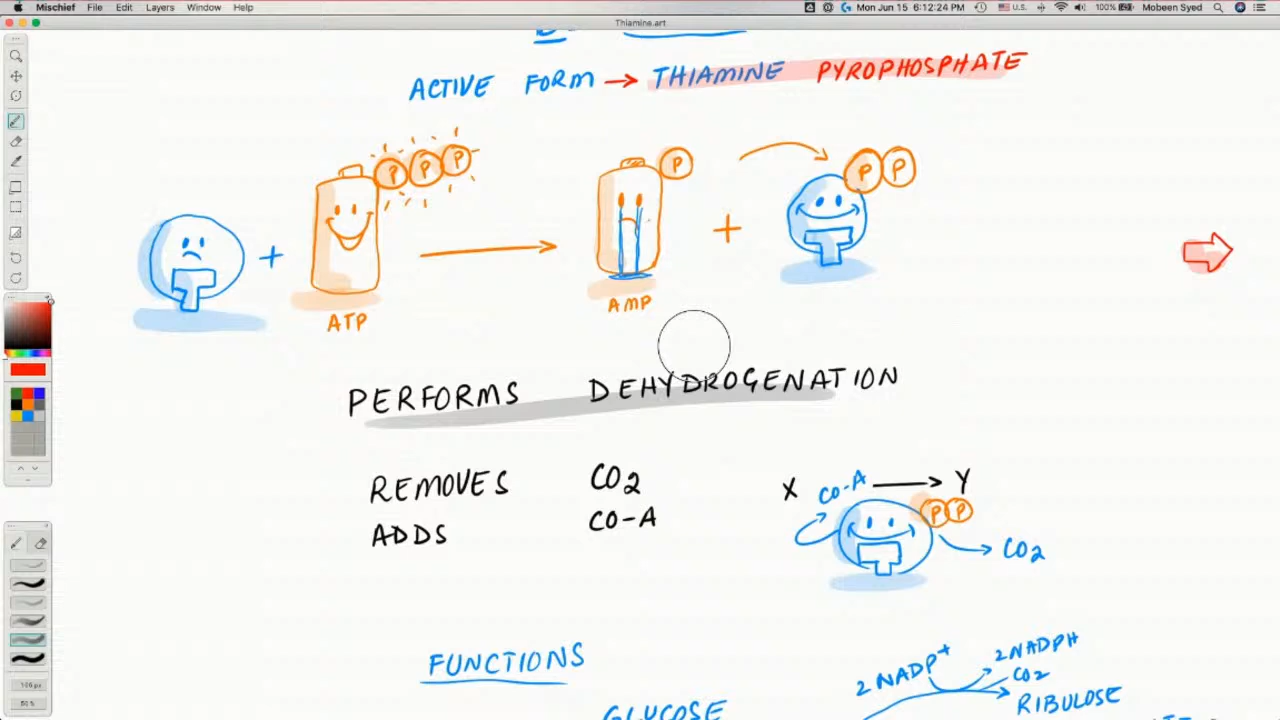 Mischief File Edit Layers Window Help 100% Mon Jun 15 6:12:24 PM Mobeen Syed
U.S.
Thiamine.art
ACTIVE FORM → THIAMINE PYROPHOSPHATE
P P P
P
P P
+
+
ATP
AMP
PERFORMS DEHYDROGENATION
REMOVES CO2
ADDS CO-A
X CO-A → Y
P P
CO2
FUNCTIONS
2 NADP+
2 NADPH
CO2
RIBULOSE
GLUCOSE